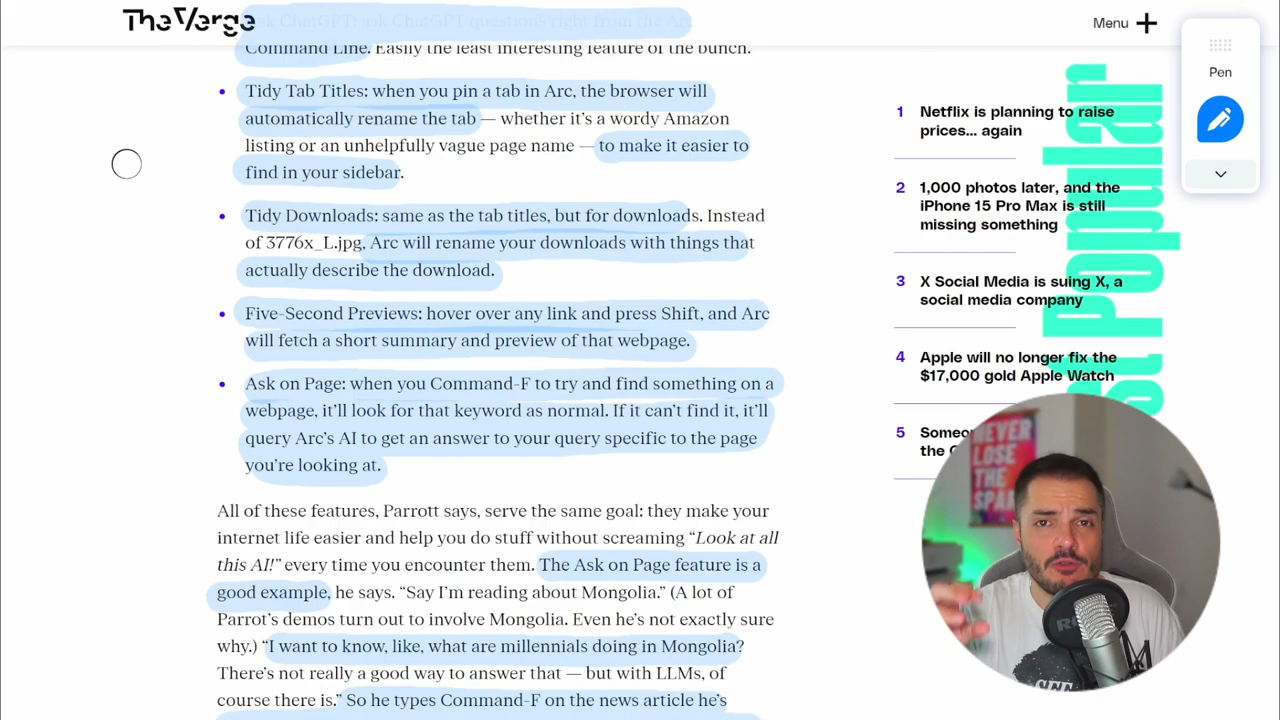 The Verge
Menu
Pen
Ask ChatGPT: ask ChatGPT questions right from the Arc
Command Line. Easily the least interesting feature of the bunch.
Tidy Tab Titles: when you pin a tab in Arc, the browser will
automatically rename the tab — whether it’s a wordy Amazon
listing or an unhelpfully vague page name — to make it easier to
find in your sidebar.
Tidy Downloads: same as the tab titles, but for downloads. Instead
of 3776x_L.jpg, Arc will rename your downloads with things that
actually describe the download.
Five-Second Previews: hover over any link and press Shift, and Arc
will fetch a short summary and preview of that webpage.
Ask on Page: when you Command-F to try and find something on a
webpage, it’ll look for that keyword as normal. If it can’t find it, it’ll
query Arc’s AI to get an answer to your query specific to the page
you’re looking at.
All of these features, Parrott says, serve the same goal: they make your
internet life easier and help you do stuff without screaming “Look at all
this AI!” every time you encounter them. The Ask on Page feature is a
good example, he says. “Say I’m reading about Mongolia.” (A lot of
Parrot’s demos turn out to involve Mongolia. Even he’s not exactly sure
why.) “I want to know, like, what are millennials doing in Mongolia?
There’s not really a good way to answer that — but with LLMs, of
course there is.” So he types Command-F on the news article he’s
1 Netflix is planning to raise
prices… again
2 1,000 photos later, and the
iPhone 15 Pro Max is still
missing something
3 X Social Media is suing X, a
social media company
4 Apple will no longer fix the
$17,000 gold Apple Watch
5
the
Popular
NEVER
LOSE
THE